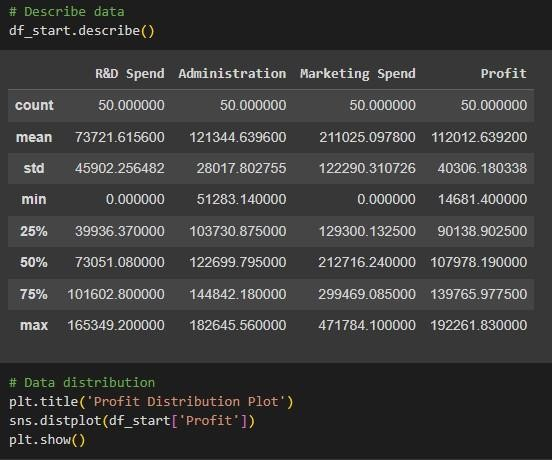 # Describe data
df_start.describe()
R&D Spend Administration Marketing Spend Profit
count 50.000000 50.000000 50.000000 50.000000
mean 73721.615600 121344.639600 211025.097800 112012.639200
std 45902.256482 28017.802755 122290.310726 40306.180338
min 0.000000 51283.140000 0.000000 14681.400000
25% 39936.370000 103730.875000 129300.132500 90138.902500
50% 73051.080000 122699.795000 212716.240000 107978.190000
75% 101602.800000 144842.180000 299469.085000 139765.977500
max 165349.200000 182645.560000 471784.100000 192261.830000
# Data distribution
plt.title('Profit Distribution Plot')
sns.distplot(df_start['Profit'])
plt.show()